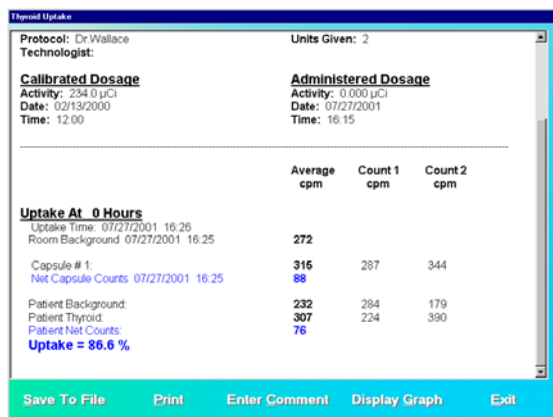 Thyroid Uptake
Protocol: Dr.Wallace Units Given: 2
Technologist:
Calibrated Dosage Administered Dosage
Activity: 234.0 µCi Activity: 0.000 µCi
Date: 02/13/2000 Date: 07/27/2001
Time: 12:00 Time: 16:15
Average Count 1 Count 2
cpm cpm cpm
Uptake At 0 Hours
Uptake Time: 07/27/2001 16:26
Room Background 07/27/2001 16:25 272
Capsule # 1: 315 287 344
Net Capsule Counts 07/27/2001 16:25 88
Patient Background: 232 284 179
Patient Thyroid: 307 224 390
Patient Net Counts: 76
Uptake = 86.6 %
Save To File Print Enter Comment Display Graph Exit